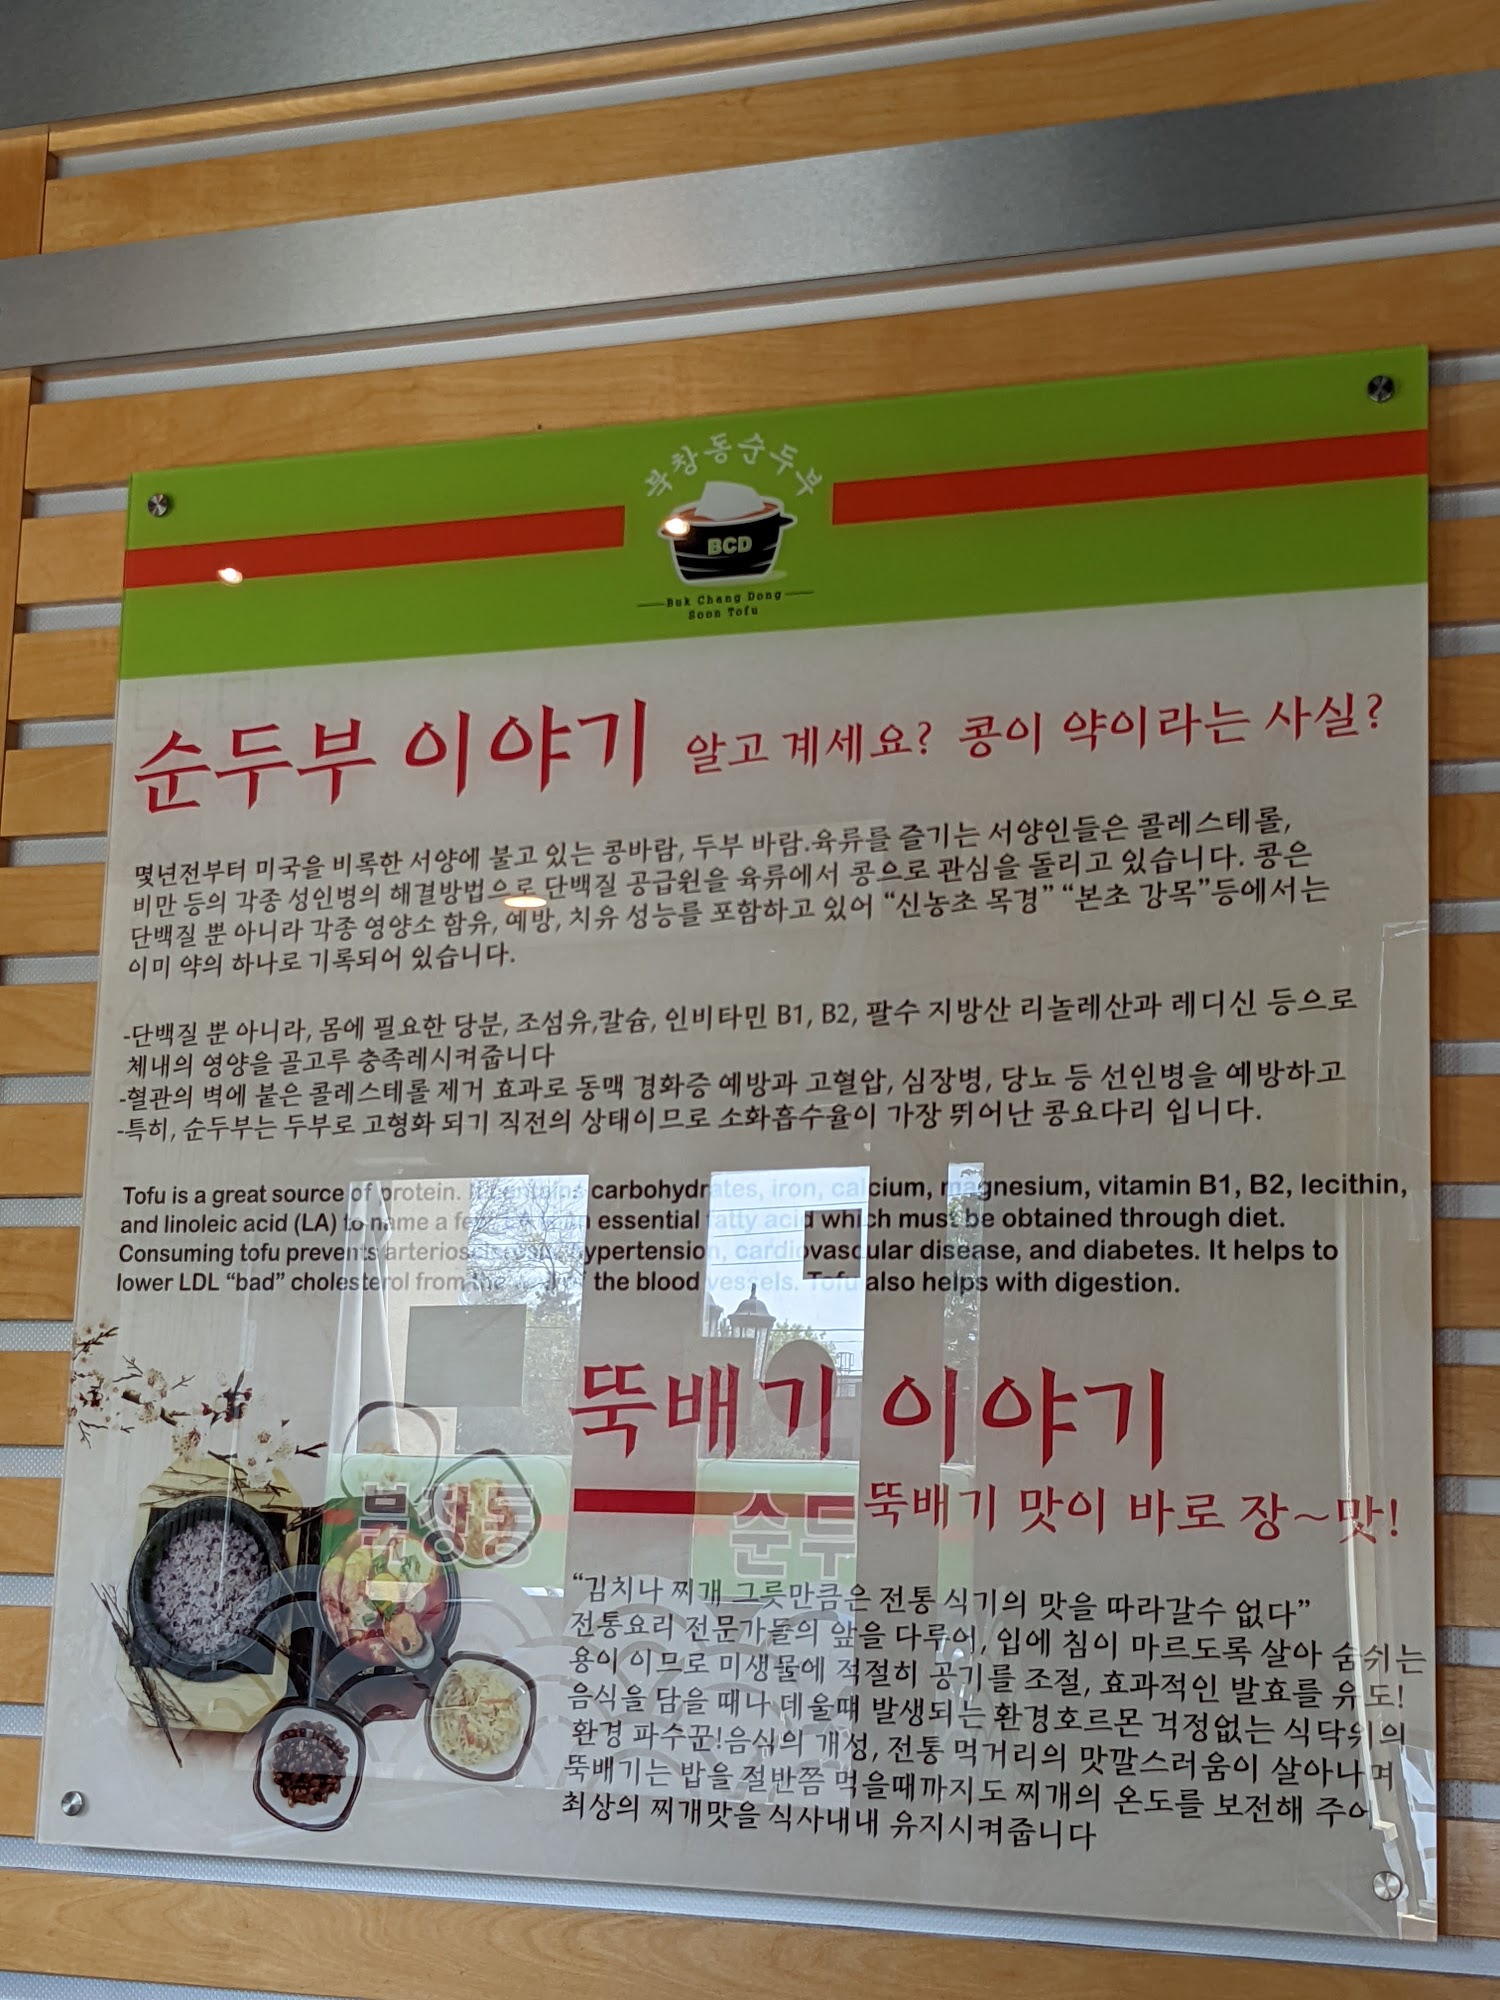 북창동순두부
BCD
Buk Chang Dong
Soon Tofu
순두부 이야기 알고 계세요? 콩이 약이라는 사실?
몇년전부터 미국을 비롯한 서양에 불고 있는 콩바람, 두부 바람.육류를 즐기는 서양인들은 콜레스테롤,
비만 등의 각종 성인병의 해결방법으로 단백질 공급원을 육류에서 콩으로 관심을 돌리고 있습니다. 콩은
단백질 뿐 아니라 각종 영양소 함유, 예방, 치유 성능를 포함하고 있어 “신농초 목경” “본초 강목”등에서는
이미 약의 하나로 기록되어 있습니다.
-단백질 뿐 아니라, 몸에 필요한 당분, 조섬유,칼슘, 인비타민 B1, B2, 팔수 지방산 리놀레산과 레디신 등으로
체내의 영양을 골고루 충족레시켜줍니다
-혈관의 벽에 붙은 콜레스테롤 제거 효과로 동맥 경화증 예방과 고혈압, 심장병, 당뇨 등 선인병을 예방하고
-특히, 순두부는 두부로 고형화 되기 직전의 상태이므로 소화흡수율이 가장 뛰어난 콩요다리 입니다.
Tofu is a great source of protein. It contains carbohydrates, iron, calcium, magnesium, vitamin B1, B2, lecithin,
and linoleic acid (LA) to name a few. an essential fatty acid which must be obtained through diet.
Consuming tofu prevents arteriosclerosis, hypertension, cardiovascular disease, and diabetes. It helps to
lower LDL “bad” cholesterol from the the blood vessels. Tofu also helps with digestion.
뚝배기 이야기
뚝배기 맛이 바로 장~맛!
“김치나 찌개 그릇만큼은 전통 식기의 맛을 따라갈수 없다”
전통요리 전문가들의 앞을 다루어, 입에 침이 마르도록 살아 숨쉬는
용이 이므로 미생물에 적절히 공기를 조절, 효과적인 발효를 유도!
음식을 담을 때나 데울때 발생되는 환경호르몬 걱정없는 식닥위의
환경 파수꾼!음식의 개성, 전통 먹거리의 맛깔스러움이 살아나며
뚝배기는 밥을 절반쯤 먹을때까지도 찌개의 온도를 보전해 주어
최상의 찌개맛을 식사내내 유지시켜줍니다
북창동 순두